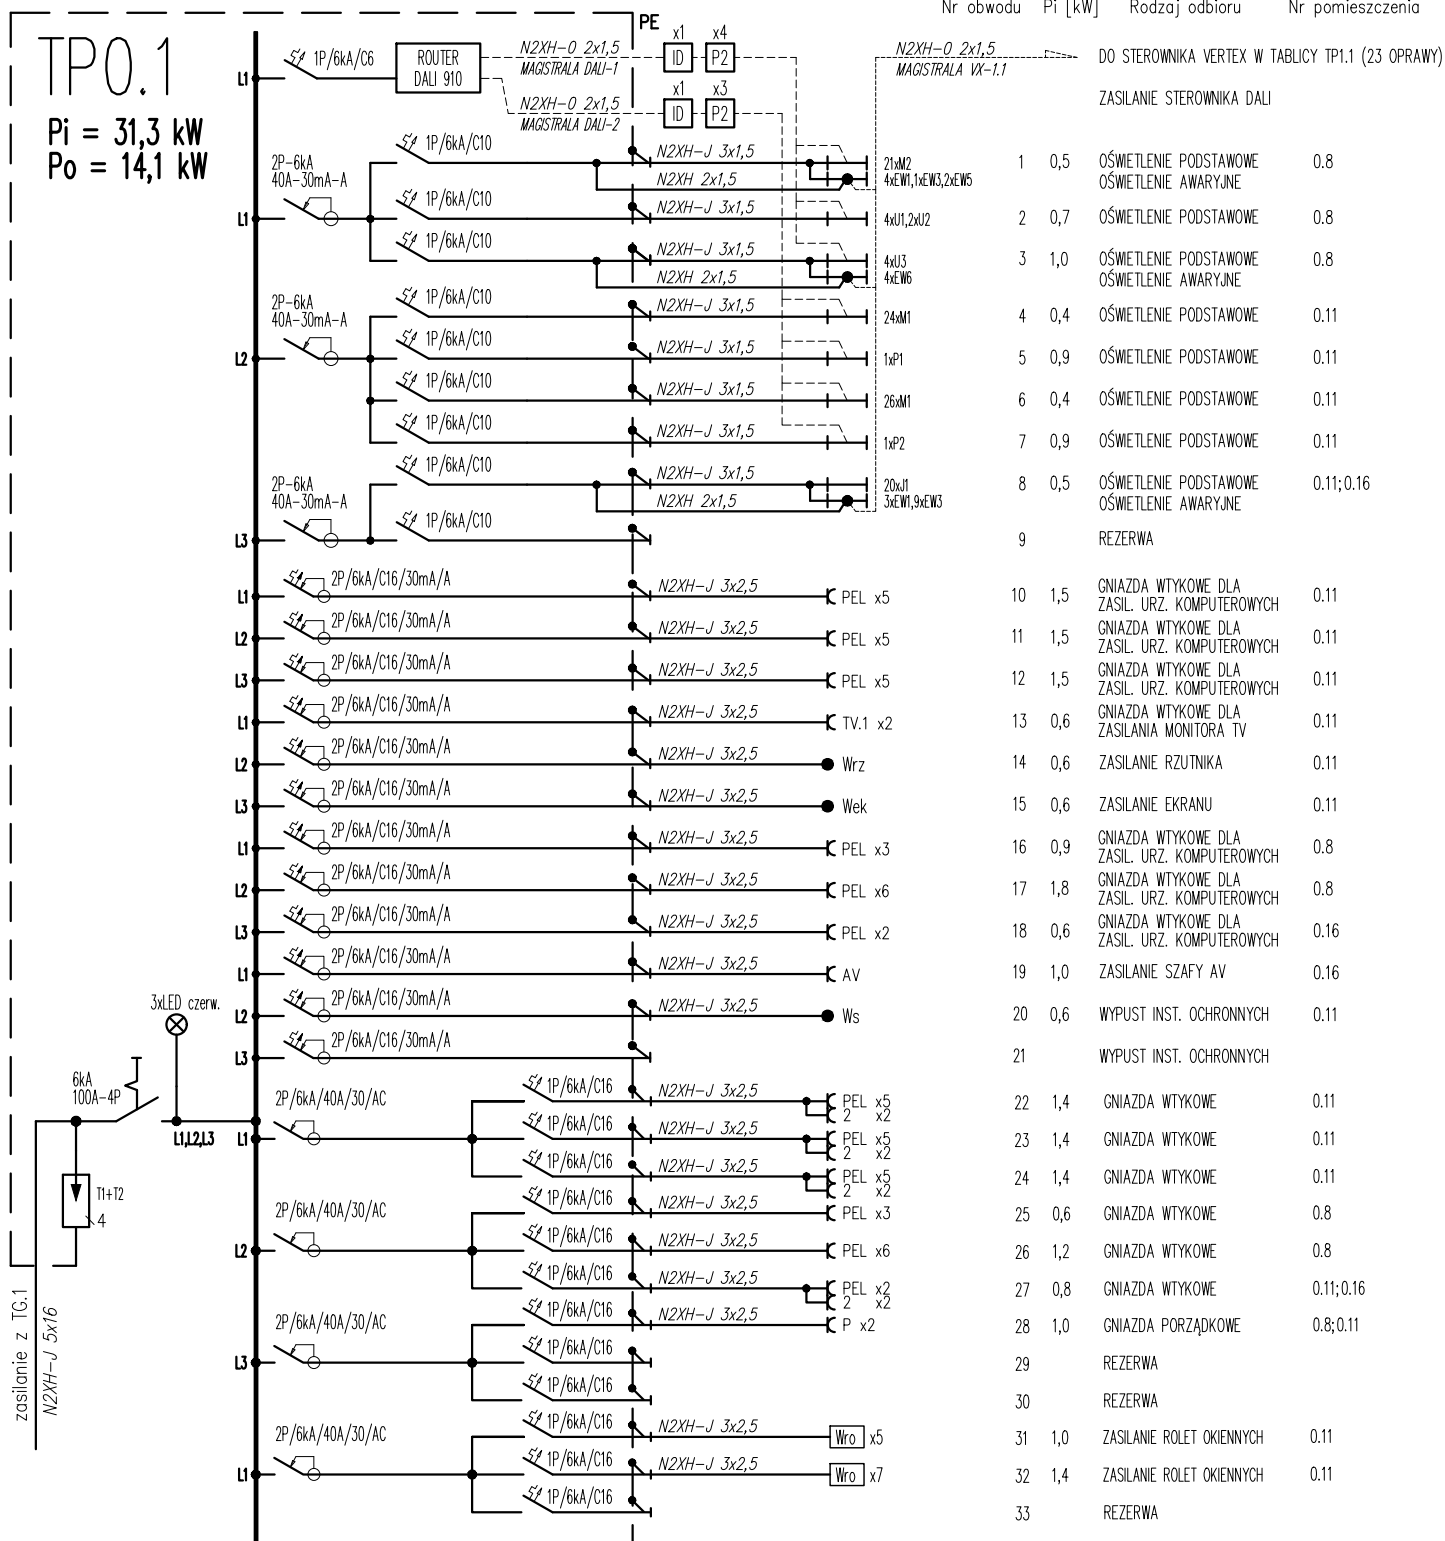 Nr obwodu Pi [kW] Rodzaj odbioru Nr pomieszczenia
TP0.1
Pi = 31,3 kW
Po = 14,1 kW
PE
L1 1P/6kA/C6 ROUTER DALI 910
N2XH-O 2x1,5
MAGISTRALA DALI-1
x1 ID x4 P2
N2XH-O 2x1,5
MAGISTRALA DALI-2
x1 ID x3 P2
N2XH-O 2x1,5
MAGISTRALA VX-1.1
DO STEROWNIKA VERTEX W TABLICY TP1.1 (23 OPRAWY)
ZASILANIE STEROWNIKA DALI
2P-6kA
40A-30mA-A
L1
1P/6kA/C10 N2XH-J 3x1,5 21xM2 1 0,5 OŚWIETLENIE PODSTAWOWE 0.8
N2XH 2x1,5 4xEW1,1xEW3,2xEW5 OŚWIETLENIE AWARYJNE
1P/6kA/C10 N2XH-J 3x1,5 4xU1,2xU2 2 0,7 OŚWIETLENIE PODSTAWOWE 0.8
1P/6kA/C10 N2XH-J 3x1,5 4xU3 3 1,0 OŚWIETLENIE PODSTAWOWE 0.8
N2XH 2x1,5 4xEW6 OŚWIETLENIE AWARYJNE
2P-6kA
40A-30mA-A
L2
1P/6kA/C10 N2XH-J 3x1,5 24xM1 4 0,4 OŚWIETLENIE PODSTAWOWE 0.11
1P/6kA/C10 N2XH-J 3x1,5 1xP1 5 0,9 OŚWIETLENIE PODSTAWOWE 0.11
1P/6kA/C10 N2XH-J 3x1,5 26xM1 6 0,4 OŚWIETLENIE PODSTAWOWE 0.11
1P/6kA/C10 N2XH-J 3x1,5 1xP2 7 0,9 OŚWIETLENIE PODSTAWOWE 0.11
2P-6kA
40A-30mA-A
L3
1P/6kA/C10 N2XH-J 3x1,5 20xJ1 8 0,5 OŚWIETLENIE PODSTAWOWE 0.11;0.16
N2XH 2x1,5 3xEW1,9xEW3 OŚWIETLENIE AWARYJNE
1P/6kA/C10 9 REZERWA
L1 2P/6kA/C16/30mA/A N2XH-J 3x2,5 PEL x5 10 1,5 GNIAZDA WTYKOWE DLA 0.11
ZASIL. URZ. KOMPUTEROWYCH
L2 2P/6kA/C16/30mA/A N2XH-J 3x2,5 PEL x5 11 1,5 GNIAZDA WTYKOWE DLA 0.11
ZASIL. URZ. KOMPUTEROWYCH
L3 2P/6kA/C16/30mA/A N2XH-J 3x2,5 PEL x5 12 1,5 GNIAZDA WTYKOWE DLA 0.11
ZASIL. URZ. KOMPUTEROWYCH
L1 2P/6kA/C16/30mA/A N2XH-J 3x2,5 TV.1 x2 13 0,6 GNIAZDA WTYKOWE DLA 0.11
ZASILANIA MONITORA TV
L2 2P/6kA/C16/30mA/A N2XH-J 3x2,5 Wrz 14 0,6 ZASILANIE RZUTNIKA 0.11
L3 2P/6kA/C16/30mA/A N2XH-J 3x2,5 Wek 15 0,6 ZASILANIE EKRANU 0.11
L1 2P/6kA/C16/30mA/A N2XH-J 3x2,5 PEL x3 16 0,9 GNIAZDA WTYKOWE DLA 0.8
ZASIL. URZ. KOMPUTEROWYCH
L2 2P/6kA/C16/30mA/A N2XH-J 3x2,5 PEL x6 17 1,8 GNIAZDA WTYKOWE DLA 0.8
ZASIL. URZ. KOMPUTEROWYCH
L3 2P/6kA/C16/30mA/A N2XH-J 3x2,5 PEL x2 18 0,6 GNIAZDA WTYKOWE DLA 0.16
ZASIL. URZ. KOMPUTEROWYCH
L1 2P/6kA/C16/30mA/A N2XH-J 3x2,5 AV 19 1,0 ZASILANIE SZAFY AV 0.16
L2 2P/6kA/C16/30mA/A N2XH-J 3x2,5 Ws 20 0,6 WYPUST INST. OCHRONNYCH 0.11
L3 2P/6kA/C16/30mA/A 21 WYPUST INST. OCHRONNYCH
3xLED czerw.
6kA
100A-4P
L1,L2,L3
T1+T2
4
zasilanie z TG.1
N2XH-J 5x16
2P/6kA/40A/30/AC
L1
1P/6kA/C16 N2XH-J 3x2,5 PEL x5 22 1,4 GNIAZDA WTYKOWE 0.11
2 x2
1P/6kA/C16 N2XH-J 3x2,5 PEL x5 23 1,4 GNIAZDA WTYKOWE 0.11
2 x2
1P/6kA/C16 N2XH-J 3x2,5 PEL x5 24 1,4 GNIAZDA WTYKOWE 0.11
2 x2
2P/6kA/40A/30/AC
L2
1P/6kA/C16 N2XH-J 3x2,5 PEL x3 25 0,6 GNIAZDA WTYKOWE 0.8
1P/6kA/C16 N2XH-J 3x2,5 PEL x6 26 1,2 GNIAZDA WTYKOWE 0.8
1P/6kA/C16 N2XH-J 3x2,5 PEL x2 27 0,8 GNIAZDA WTYKOWE 0.11;0.16
2 x2
2P/6kA/40A/30/AC
L3
1P/6kA/C16 N2XH-J 3x2,5 P x2 28 1,0 GNIAZDA PORZĄDKOWE 0.8;0.11
1P/6kA/C16 29 REZERWA
1P/6kA/C16 30 REZERWA
2P/6kA/40A/30/AC
L1
1P/6kA/C16 N2XH-J 3x2,5 Wro x5 31 1,0 ZASILANIE ROLET OKIENNYCH 0.11
1P/6kA/C16 N2XH-J 3x2,5 Wro x7 32 1,4 ZASILANIE ROLET OKIENNYCH 0.11
1P/6kA/C16 33 REZERWA